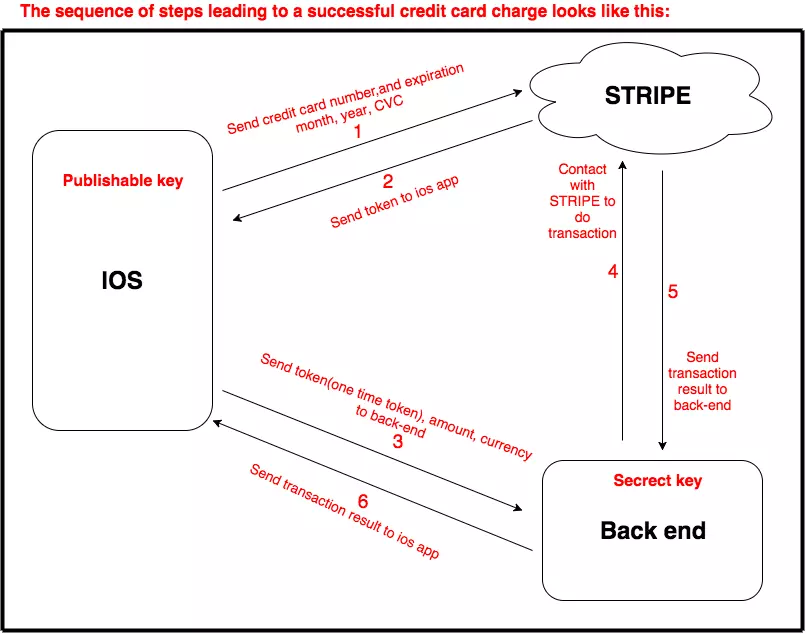 The sequence of steps leading to a successful credit card charge looks like this:
Send credit card number,and expiration
month, year, CVC
1
STRIPE
Publishable key
IOS
2
Send token to ios app
Contact
with
STRIPE to
do
transaction
4
5
Send
transaction
result to
back-end
Send token(one time token), amount, currency
to back-end
3
6
Send transaction result to ios app
Secrect key
Back end